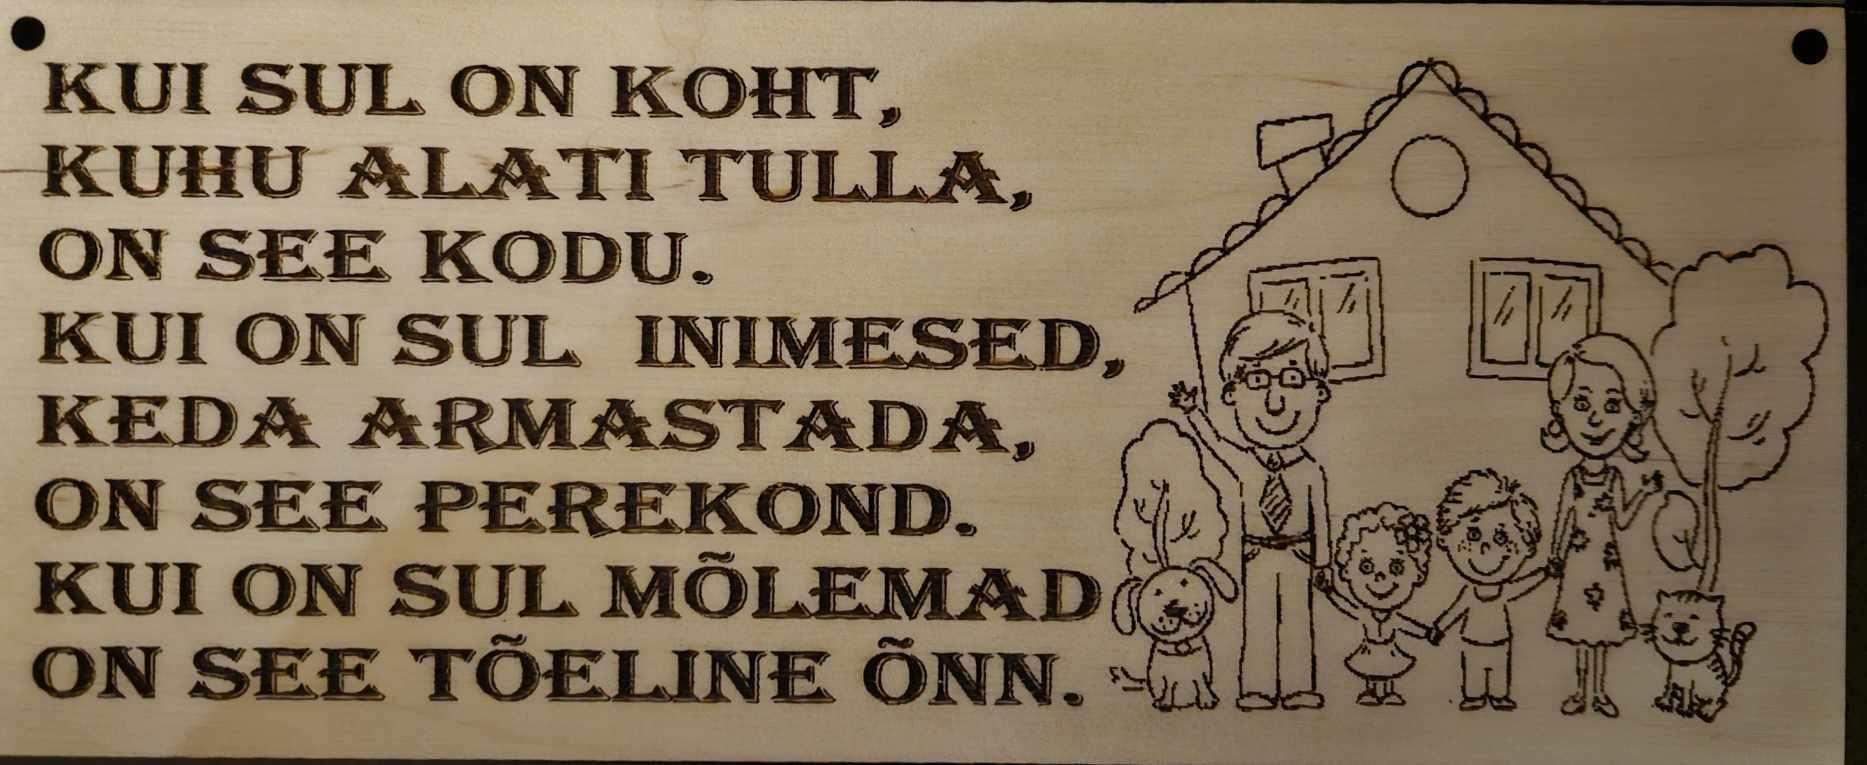 KUI SUL ON KOHT,
KUHU ALATI TULLA,
ON SEE KODU.
KUI ON SUL INIMESED,
KEDA ARMASTADA,
ON SEE PEREKOND.
KUI ON SUL MÕLEMAD
ON SEE TÕELINE ÕNN.